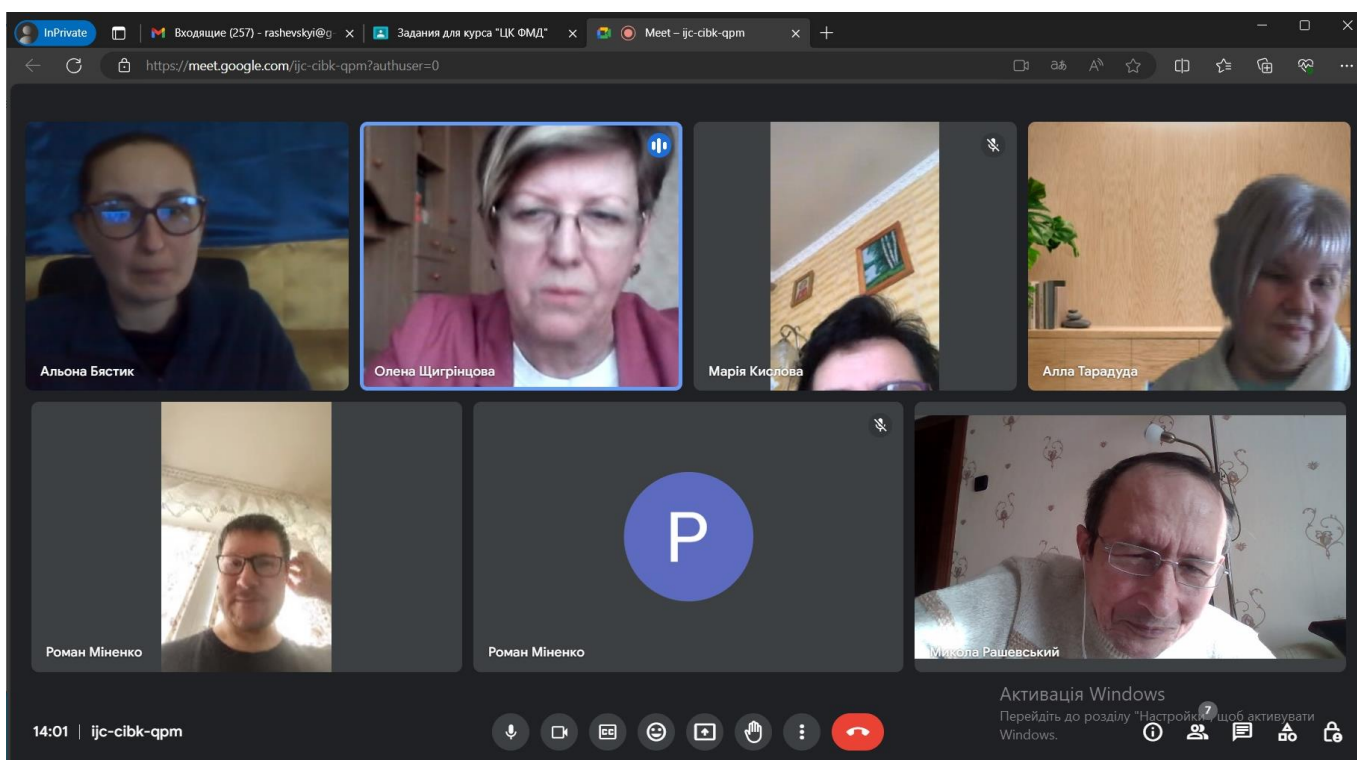 InPrivate
Входящие (257) - rashevskyi@g
Задания для курса "ЦК ФМД"
Meet – ijc-cibk-qpm
https://meet.google.com/ijc-cibk-qpm?authuser=0
Альона Бястик
Олена Щигрінцова
Марія Кислова
Алла Тарадуда
Роман Міненко
P
Роман Міненко
Микола Рашевський
Активація Windows
Перейдіть до розділу "Настройки", щоб активувати
Windows.
7
14:01 | ijc-cibk-qpm